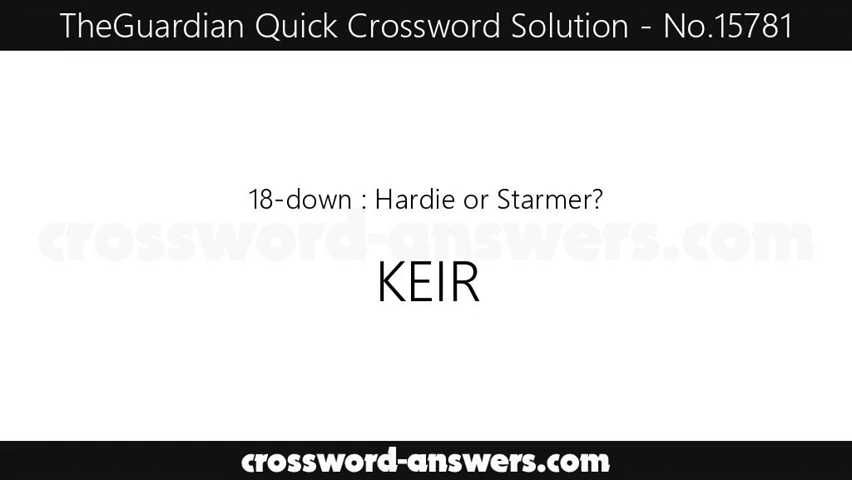 TheGuardian Quick Crossword Solution - No.15781
18-down : Hardie or Starmer?
crossword-answers.com
KEIR
crossword-answers.com